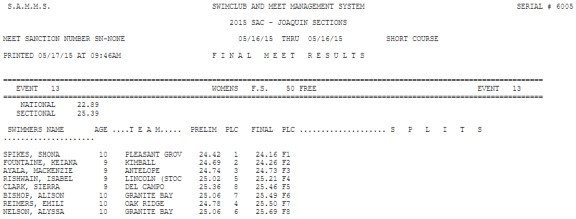 S.A.M.M.S. SWIMCLUB AND MEET MANAGEMENT SYSTEM SERIAL # 6005
2015 SAC - JOAQUIN SECTIONS
MEET SANCTION NUMBER SN-NONE 05/16/15 THRU 05/16/15 SHORT COURSE
PRINTED 05/17/15 AT 09:46AM F I N A L M E E T R E S U L T S
EVENT 13 WOMENS F.S. 50 FREE EVENT 13
NATIONAL 22.89
SECTIONAL 25.39
SWIMMERS NAME AGE ....T E A M..... PRELIM PLC FINAL PLC .................... S P L I T S
......................
SPIKES, SHONA 10 PLEASANT GROV 24.42 1 24.16 F1
FOUNTAINE, KEIANA 9 KIMBALL 24.69 2 24.26 F2
AYALA, MACKENZIE 9 ANTELOPE 24.74 3 24.73 F3
RISHWAIN, ISABEL 9 LINCOLN (STOC 25.02 5 25.21 F4
CLARK, SIERRA 9 DEL CAMPO 25.36 8 25.46 F5
BISHOP, ALISON 10 GRANITE BAY 25.06 7 25.49 F6
REIMERS, EMILI 10 OAK RIDGE 24.78 4 25.50 F7
NELSON, ALYSSA 10 GRANITE BAY 25.06 6 25.69 F8